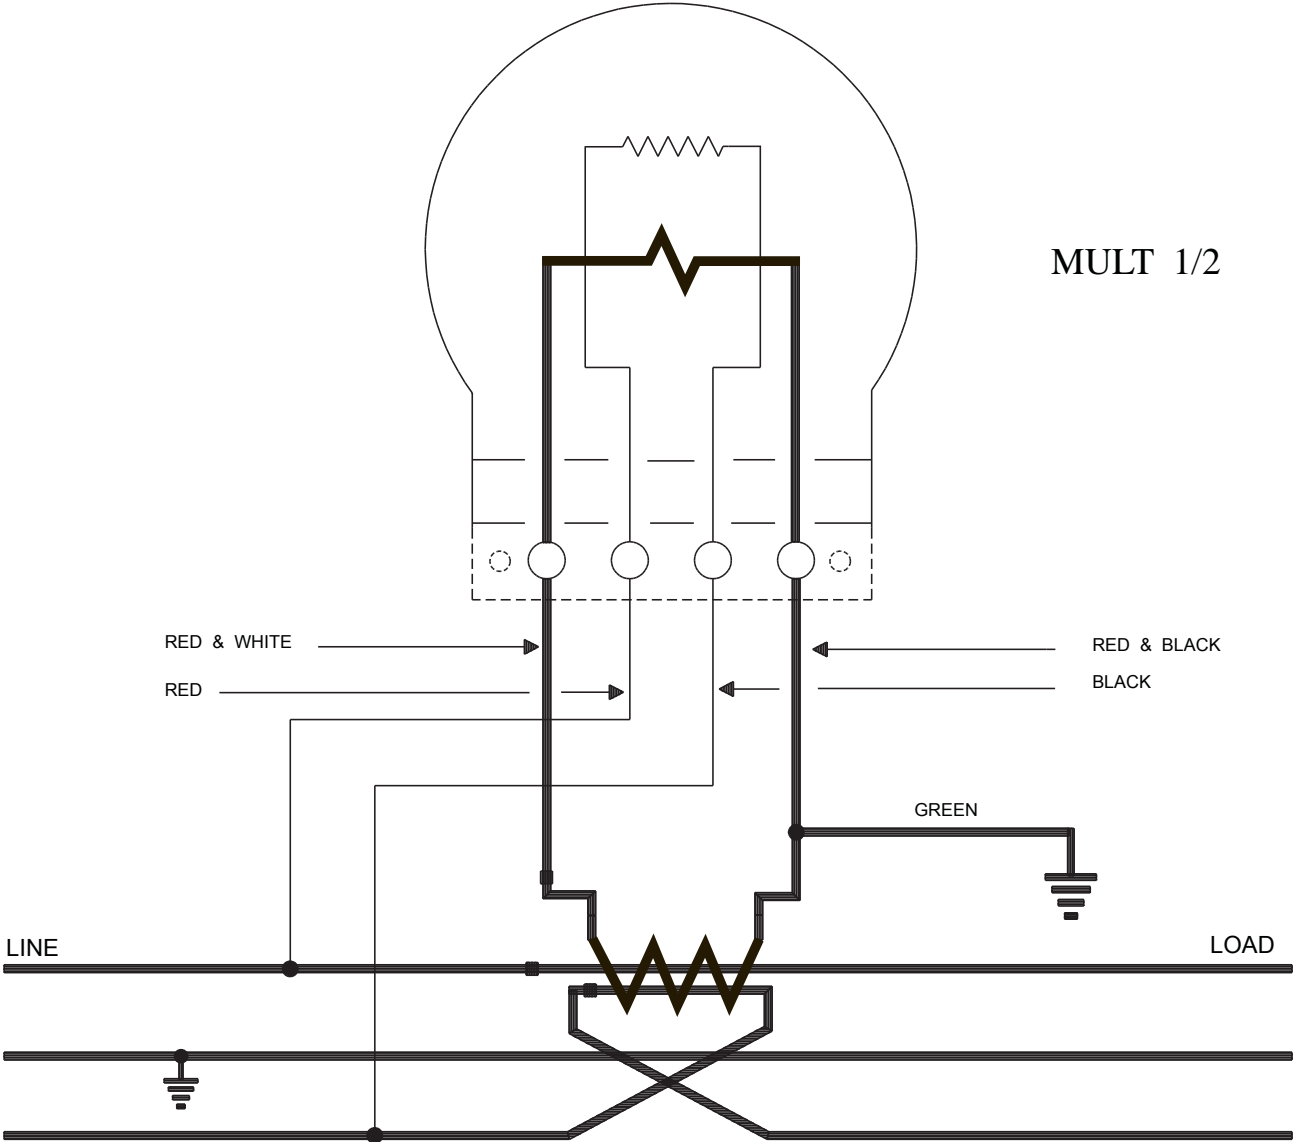 MULT 1/2
RED & WHITE
RED & BLACK
RED
BLACK
GREEN
LINE
LOAD